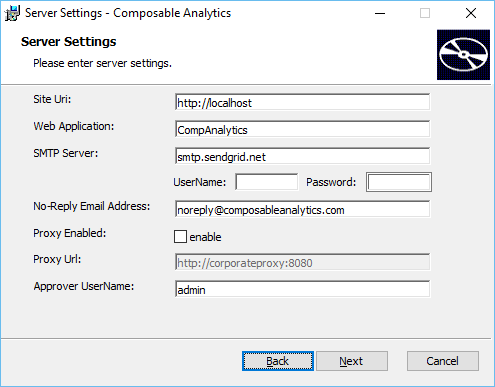 Server Settings - Composable Analytics
Server Settings
Please enter server settings.
Site Uri: http://localhost
Web Application: CompAnalytics
SMTP Server: smtp.sendgrid.net
UserName: Password:
No-Reply Email Address: noreply@composableanalytics.com
Proxy Enabled: enable
Proxy Url: http://corporateproxy:8080
Approver UserName: admin
Back Next Cancel